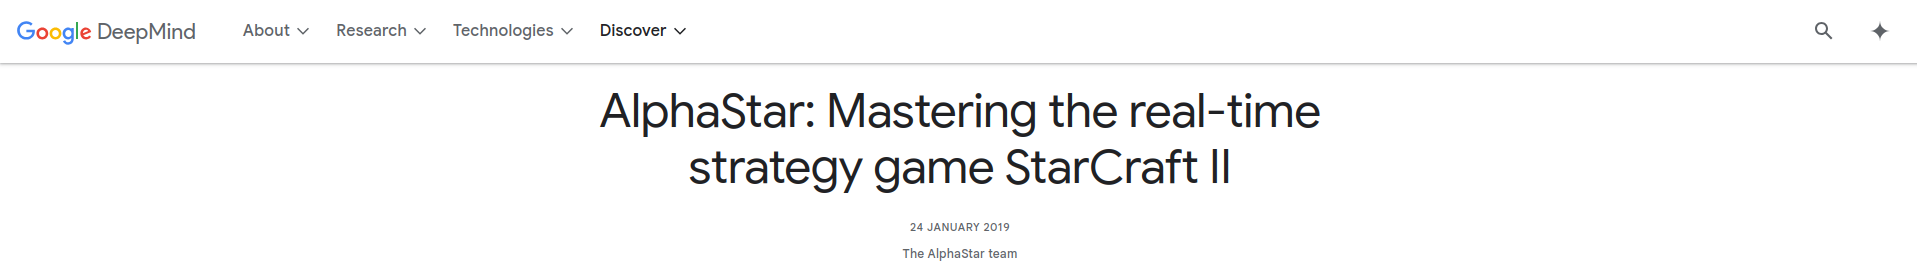 Google DeepMind About Research Technologies Discover
AlphaStar: Mastering the real-time
strategy game StarCraft II
24 JANUARY 2019
The AlphaStar team